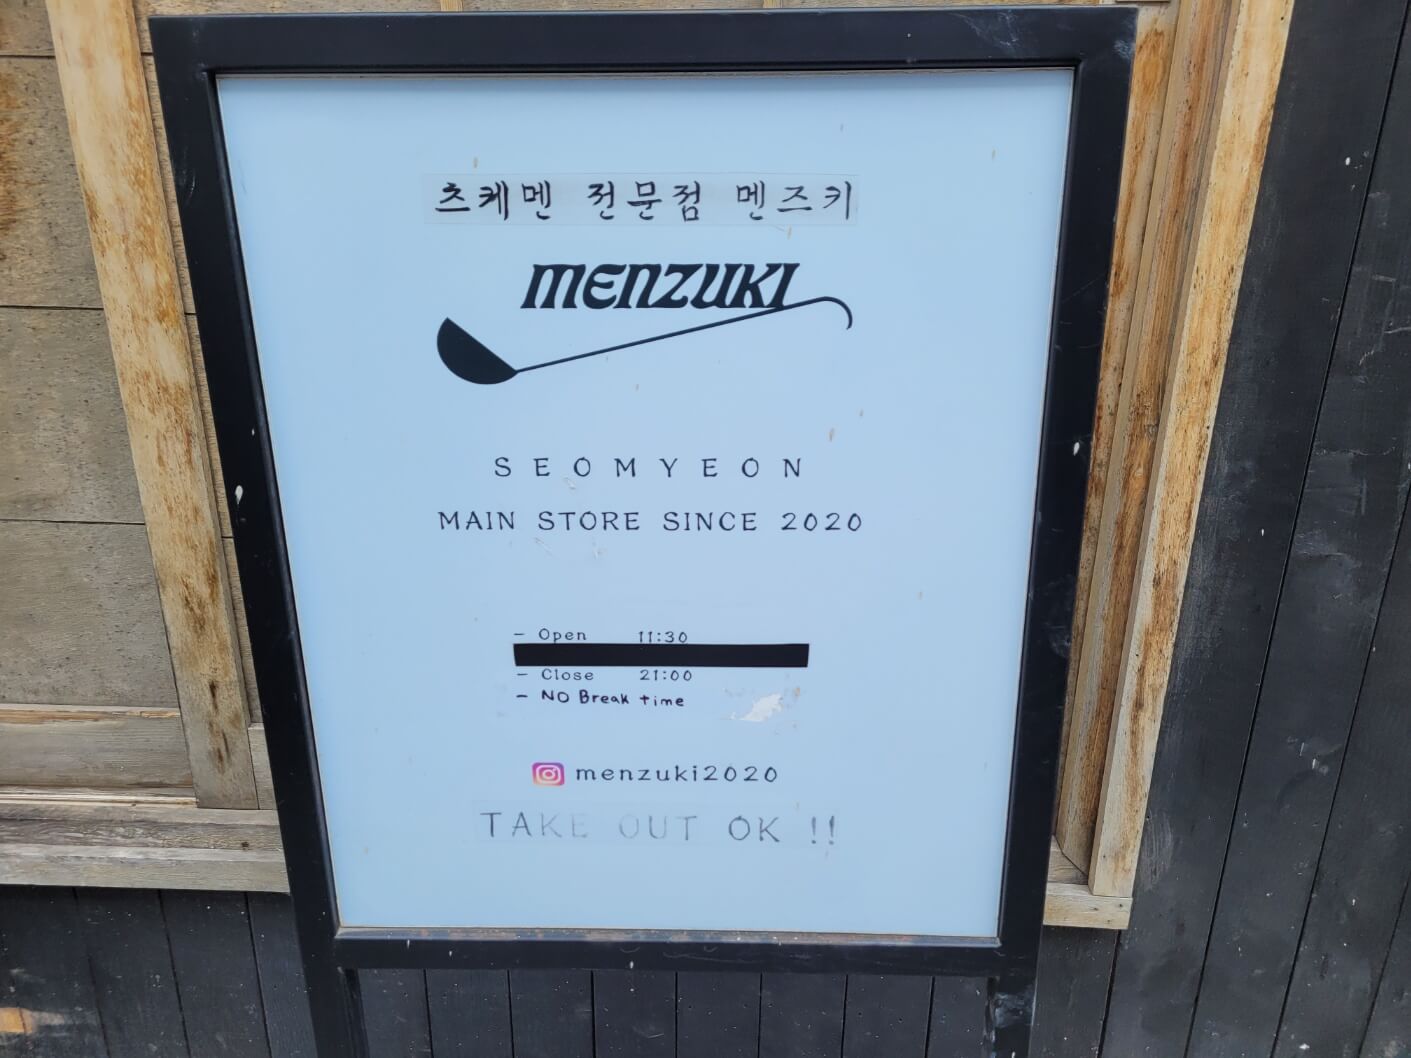 츠케멘 전문점 멘즈키
MENZUKI
SEOMYEON
MAIN STORE SINCE 2020
- Open 11:30
- Close 21:00
- NO Break time
menzuki2020
TAKE OUT OK !!